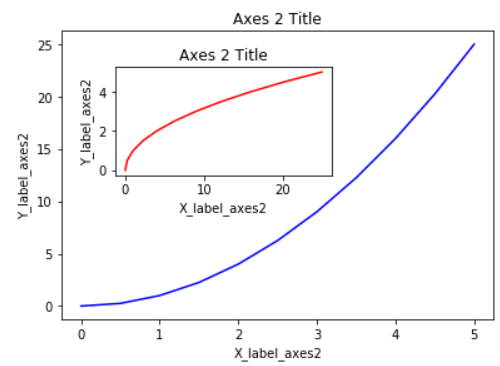 Axes 2 Title
25
20
15
10
5
0
Y_label_axes2
Axes 2 Title
4
2
0
Y_label_axes2
0 10 20
X_label_axes2
0 1 2 3 4 5
X_label_axes2